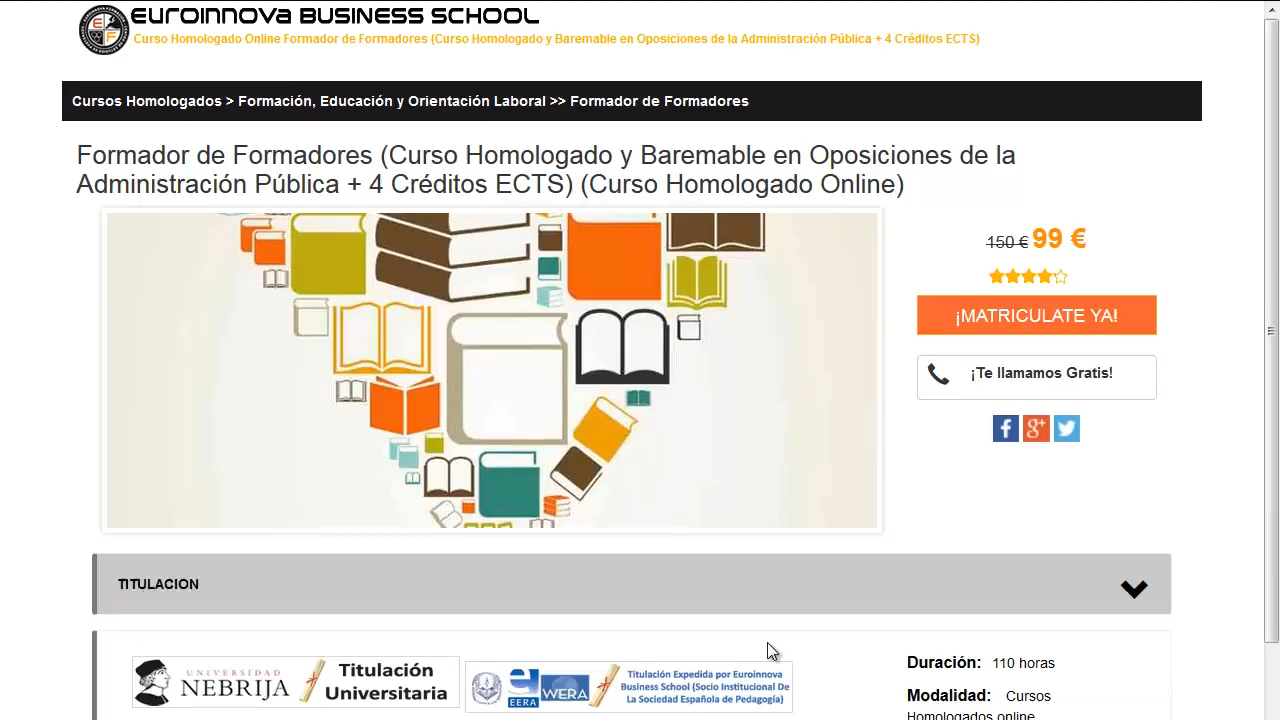 EUROINNOVA BUSINESS SCHOOL
Curso Homologado Online Formador de Formadores (Curso Homologado y Baremable en Oposiciones de la Administración Pública + 4 Créditos ECTS)
Cursos Homologados > Formación, Educación y Orientación Laboral >> Formador de Formadores
Formador de Formadores (Curso Homologado y Baremable en Oposiciones de la
Administración Pública + 4 Créditos ECTS) (Curso Homologado Online)
150 € 99 €
¡MATRICULATE YA!
¡Te llamamos Gratis!
TITULACION
UNIVERSIDAD
NEBRIJA
Titulación
Universitaria
EERA
WERA
Titulación Expedida por Euroinnova
Business School (Socio Institucional De
La Sociedad Española de Pedagogía)
Duración: 110 horas
Modalidad: Cursos
Homologados online